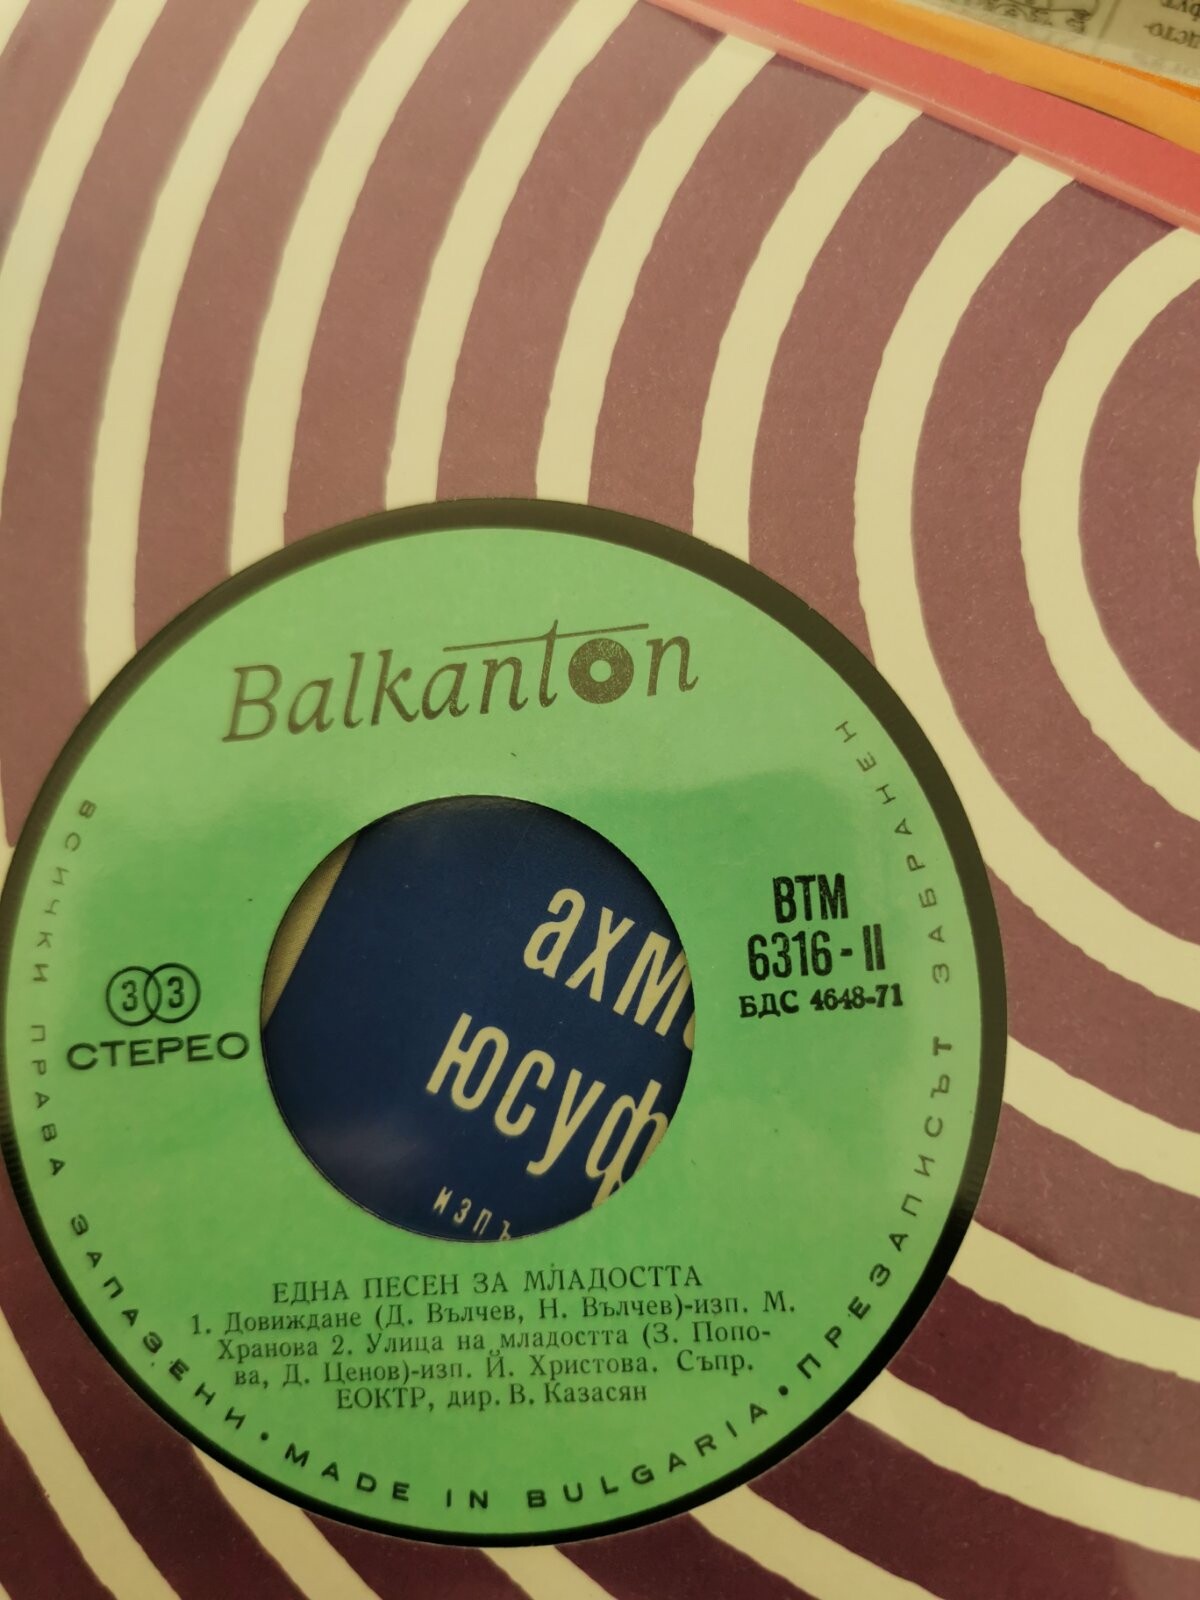 Balkanton
ВТМ
6316-II
БДС 4648-71
33
СТЕРЕО
ахм
юсуф
изпъ
ЕДНА ПЕСЕН ЗА МЛАДОСТТА
1. Довиждане (Д. Вълчев, Н. Вълчев)-изп. М.
Хранова 2. Улица на младостта (З. Попо-
ва, Д. Ценов)-изп. Й. Христова. Съпр.
ЕОКТР, дир. В. Казасян
ВСИЧКИ ПРАВА ЗАПАЗЕНИ • MADE IN BULGARIA • ПРЕЗАПИСЪТ ЗАБРАНЕН